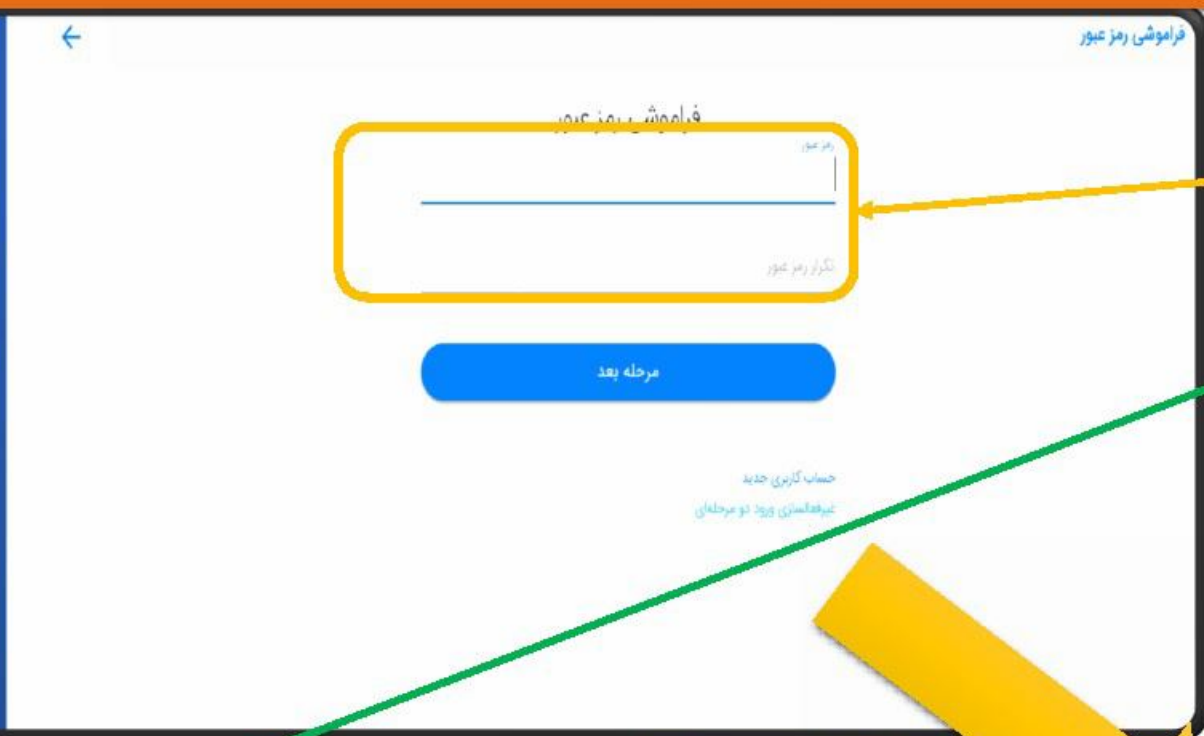 فراموشی رمز عبور
فراموشی رمز عبور
رمز عبور
تکرار رمز عبور
مرحله بعد
حساب کاربری جدید
غیرفعالسازی ورود دو مرحله‌ای